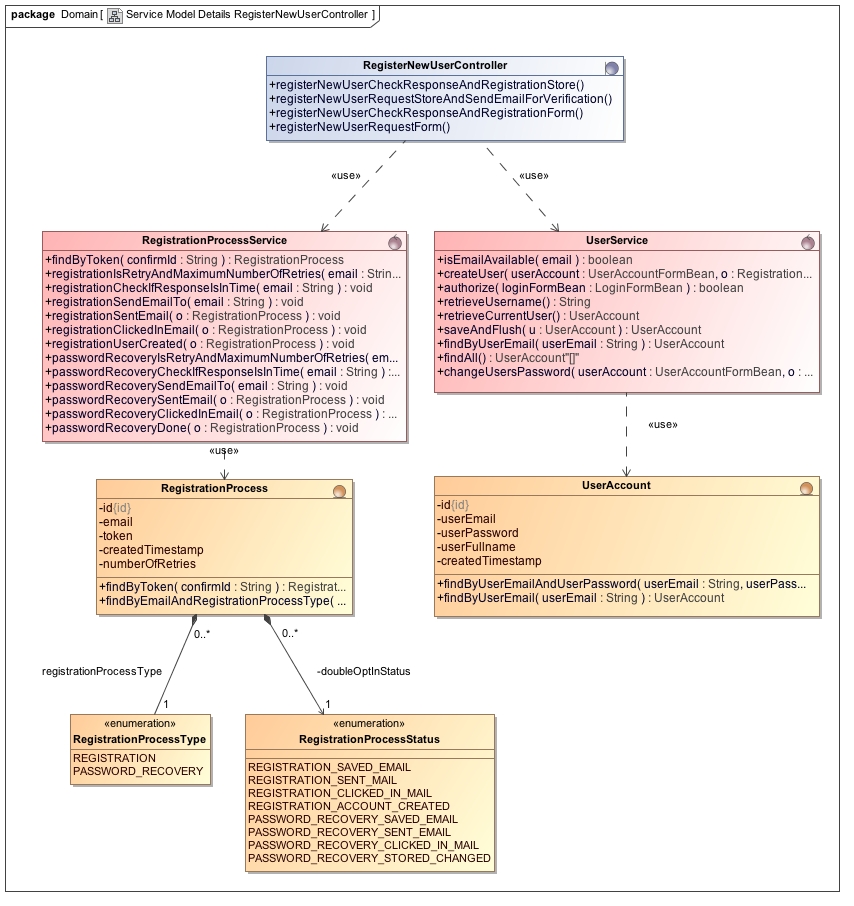 package Domain[ Service Model Details RegisterNewUserController ]
RegisterNewUserController
+registerNewUserCheckResponseAndRegistrationStore()
+registerNewUserRequestStoreAndSendEmailForVerification()
+registerNewUserCheckResponseAndRegistrationForm()
+registerNewUserRequestForm()
«use»
«use»
RegistrationProcessService
+findByToken( confirmId : String ) : RegistrationProcess
+registrationIsRetryAndMaximumNumberOfRetries( email : Strin...
+registrationCheckIfResponseIsInTime( email : String ) : void
+registrationSendEmailTo( email : String ) : void
+registrationSentEmail( o : RegistrationProcess ) : void
+registrationClickedInEmail( o : RegistrationProcess ) : void
+registrationUserCreated( o : RegistrationProcess ) : void
+passwordRecoveryIsRetryAndMaximumNumberOfRetries( em...
+passwordRecoveryCheckIfResponseIsInTime( email : String ) :...
+passwordRecoverySendEmailTo( email : String ) : void
+passwordRecoverySentEmail( o : RegistrationProcess ) : void
+passwordRecoveryClickedInEmail( o : RegistrationProcess ) : ...
+passwordRecoveryDone( o : RegistrationProcess ) : void
UserService
+isEmailAvailable( email ) : boolean
+createUser( userAccount : UserAccountFormBean, o : Registration...
+authorize( loginFormBean : LoginFormBean ) : boolean
+retrieveUsername() : String
+retrieveCurrentUser() : UserAccount
+saveAndFlush( u : UserAccount ) : UserAccount
+findByUserEmail( userEmail : String ) : UserAccount
+findAll() : UserAccount"[]"
+changeUsersPassword( userAccount : UserAccountFormBean, o : ...
«use»
«use»
RegistrationProcess
-id{id}
-email
-token
-createdTimestamp
-numberOfRetries
+findByToken( confirmId : String ) : Registrat...
+findByEmailAndRegistrationProcessType( ...
UserAccount
-id{id}
-userEmail
-userPassword
-userFullname
-createdTimestamp
+findByUserEmailAndUserPassword( userEmail : String, userPass...
+findByUserEmail( userEmail : String ) : UserAccount
0..*
0..*
registrationProcessType
-doubleOptInStatus
1
1
«enumeration»
RegistrationProcessType
REGISTRATION
PASSWORD_RECOVERY
«enumeration»
RegistrationProcessStatus
REGISTRATION_SAVED_EMAIL
REGISTRATION_SENT_MAIL
REGISTRATION_CLICKED_IN_MAIL
REGISTRATION_ACCOUNT_CREATED
PASSWORD_RECOVERY_SAVED_EMAIL
PASSWORD_RECOVERY_SENT_EMAIL
PASSWORD_RECOVERY_CLICKED_IN_MAIL
PASSWORD_RECOVERY_STORED_CHANGED